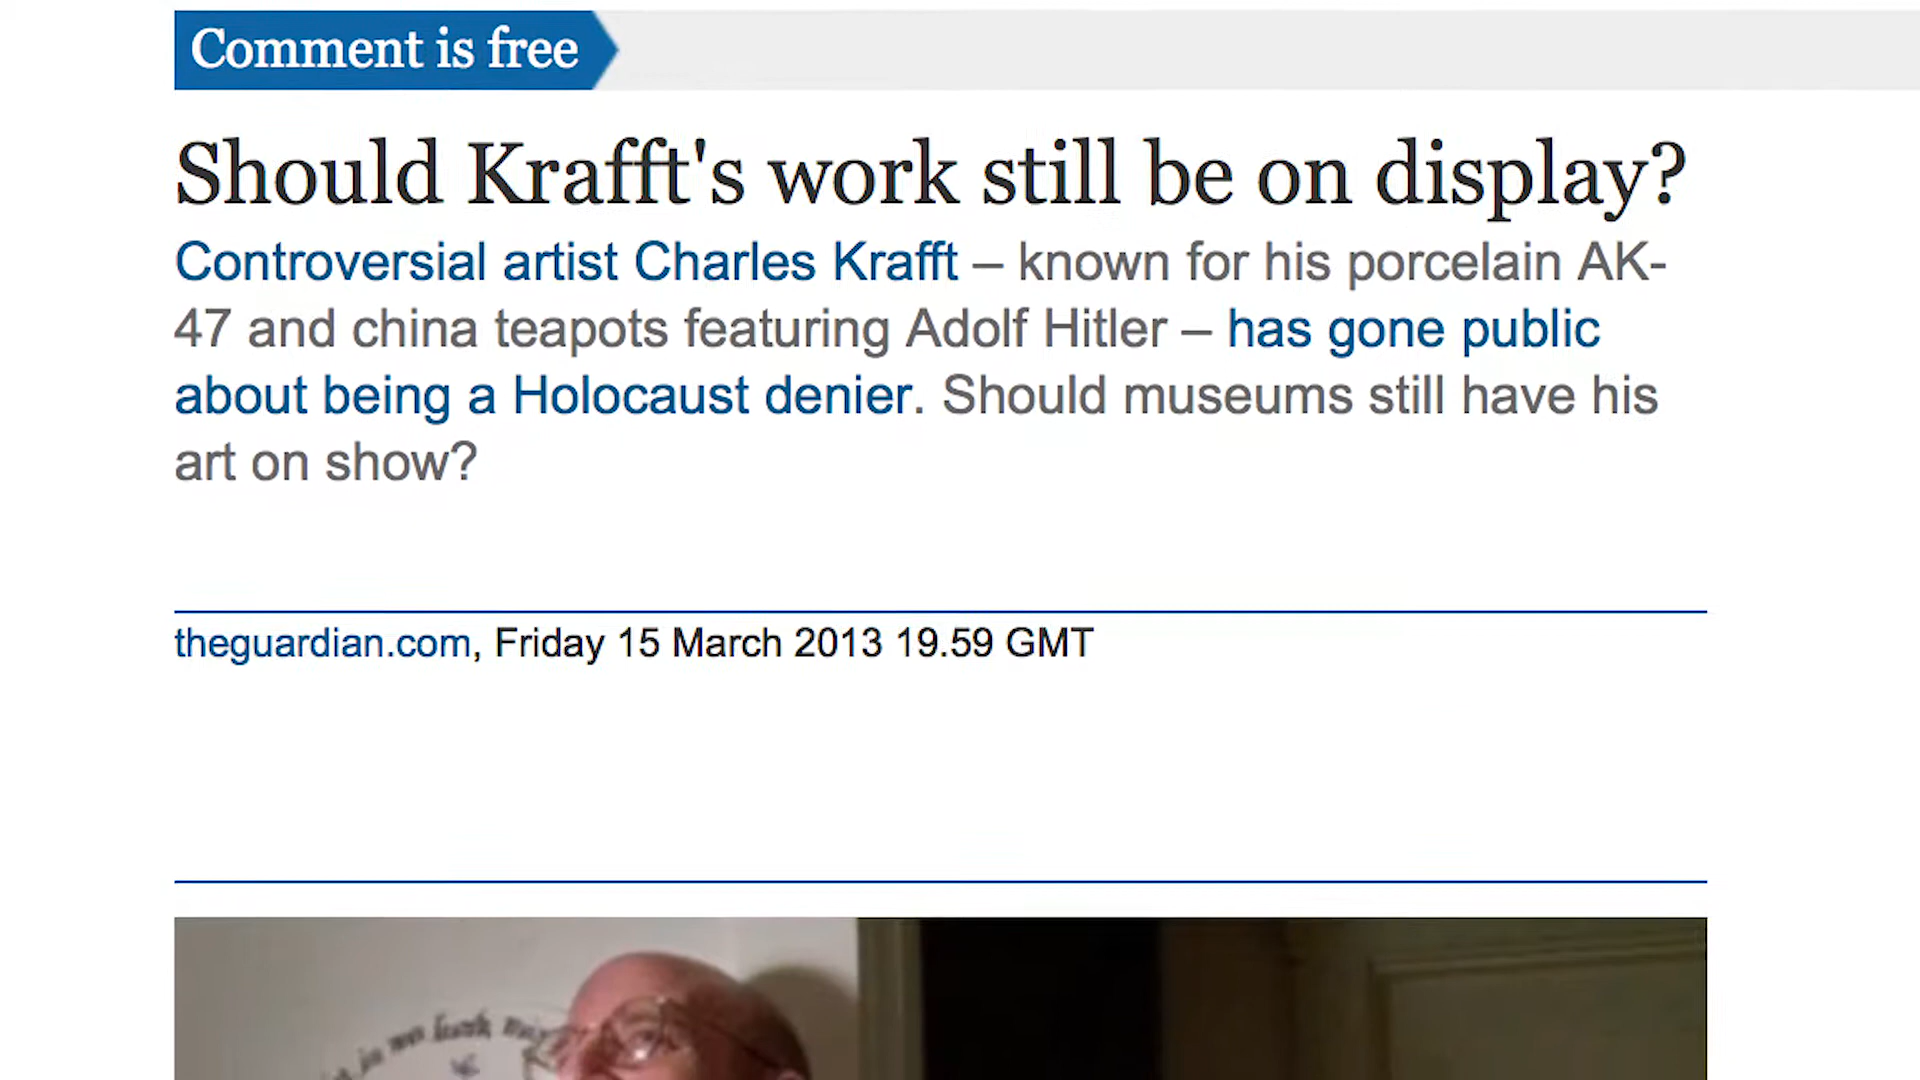 Comment is free
Should Krafft's work still be on display?
Controversial artist Charles Krafft – known for his porcelain AK-
47 and china teapots featuring Adolf Hitler – has gone public
about being a Holocaust denier. Should museums still have his
art on show?
theguardian.com, Friday 15 March 2013 19.59 GMT